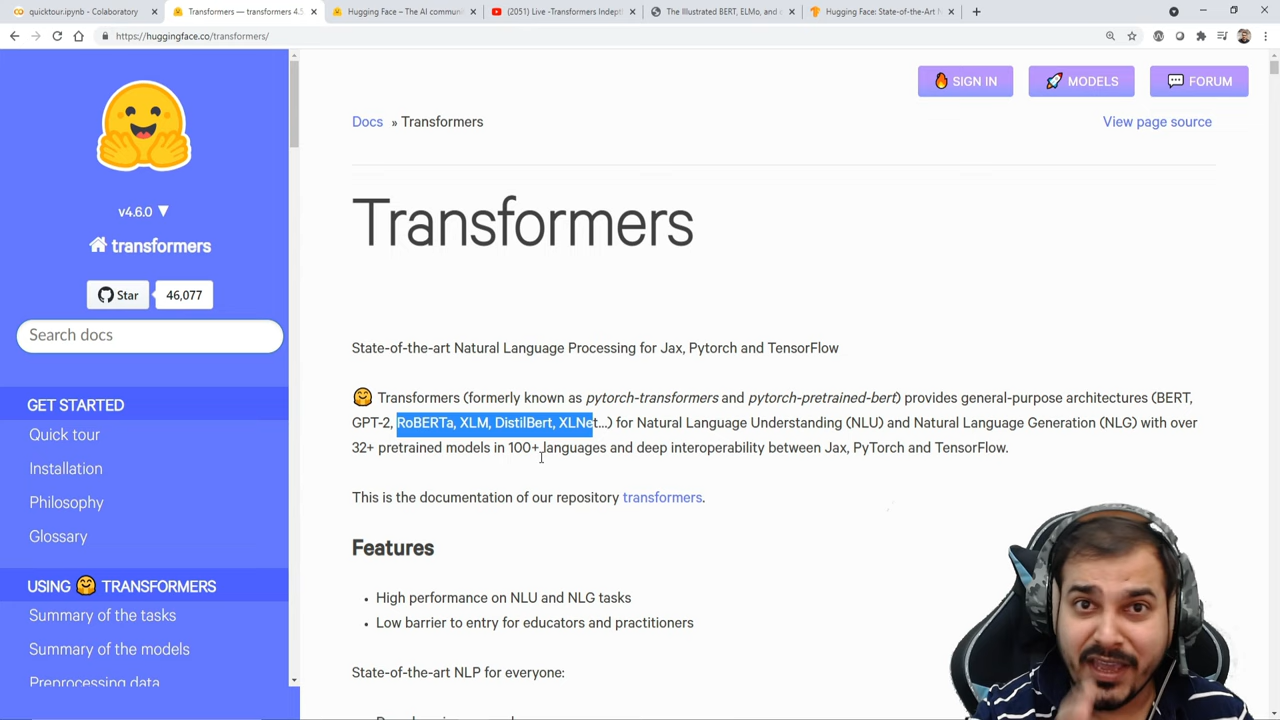 quicktour.ipynb - Colaboratory
Transformers — transformers 4.5
Hugging Face – The AI communi
(2051) Live -Transformers Indept
The Illustrated BERT, ELMo, and c
Hugging Face: State-of-the-Art N
https://huggingface.co/transformers/
SIGN IN
MODELS
FORUM
Docs » Transformers
View page source
v4.6.0
transformers
Star
46,077
Search docs
GET STARTED
Quick tour
Installation
Philosophy
Glossary
USING 🤗 TRANSFORMERS
Summary of the tasks
Summary of the models
Preprocessing data
Transformers
State-of-the-art Natural Language Processing for Jax, Pytorch and TensorFlow
🤗 Transformers (formerly known as pytorch-transformers and pytorch-pretrained-bert) provides general-purpose architectures (BERT,
GPT-2, RoBERTa, XLM, DistilBert, XLNet...) for Natural Language Understanding (NLU) and Natural Language Generation (NLG) with over
32+ pretrained models in 100+ languages and deep interoperability between Jax, PyTorch and TensorFlow.
This is the documentation of our repository transformers.
Features
• High performance on NLU and NLG tasks
• Low barrier to entry for educators and practitioners
State-of-the-art NLP for everyone: